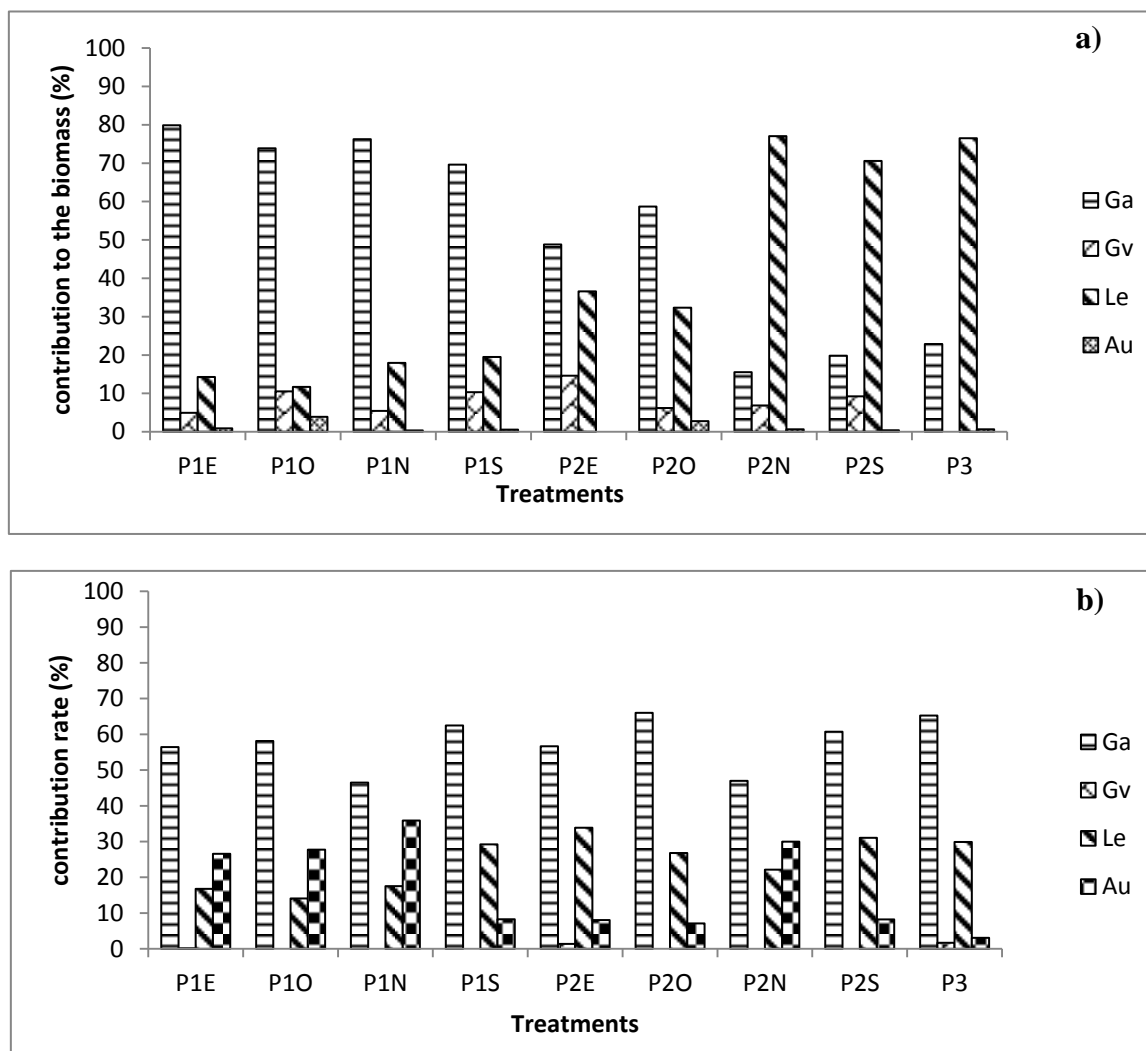 a)
contribution to the biomass (%)
100
90
80
70
60
50
40
30
20
10
0
P1E P1O P1N P1S P2E P2O P2N P2S P3
Treatments
Ga
Gv
Le
Au
b)
contribution rate (%)
100
90
80
70
60
50
40
30
20
10
0
P1E P1O P1N P1S P2E P2O P2N P2S P3
Treatments
Ga
Gv
Le
Au